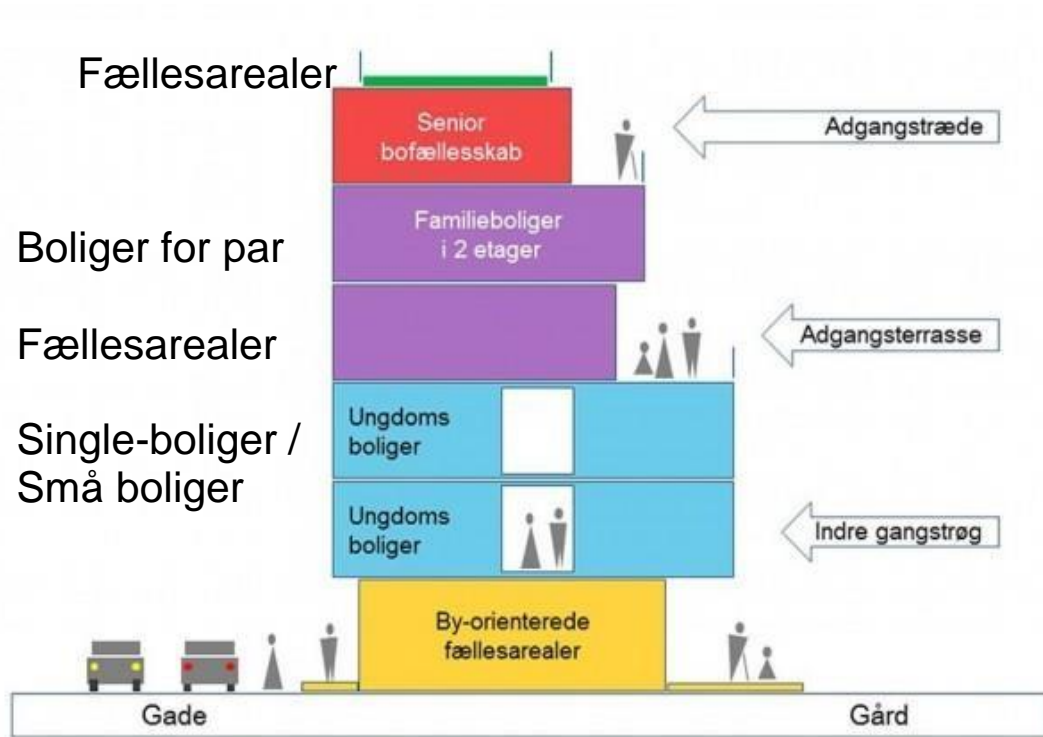 Fællesarealer
Senior
bofællesskab
Adgangstræde
Boliger for par
Familieboliger
i 2 etager
Fællesarealer
Adgangsterrasse
Single-boliger /
Små boliger
Ungdoms
boliger
Ungdoms
boliger
Indre gangstrøg
By-orienterede
fællesarealer
Gade
Gård